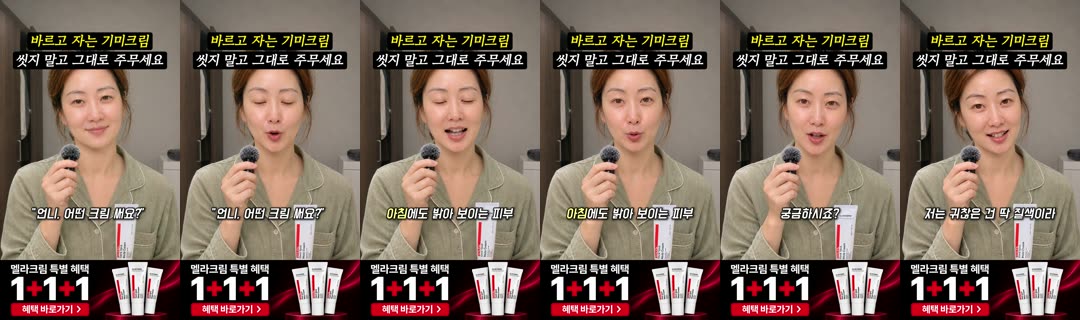 바르고 자는 기미크림
씻지 말고 그대로 주무세요
"언니, 어떤 크림 써요?"
멜라크림 특별 혜택
1+1+1
혜택 바로가기 >
바르고 자는 기미크림
씻지 말고 그대로 주무세요
"언니, 어떤 크림 써요?"
멜라크림 특별 혜택
1+1+1
혜택 바로가기 >
바르고 자는 기미크림
씻지 말고 그대로 주무세요
아침에도 밝아 보이는 피부
멜라크림 특별 혜택
1+1+1
혜택 바로가기 >
바르고 자는 기미크림
씻지 말고 그대로 주무세요
아침에도 밝아 보이는 피부
멜라크림 특별 혜택
1+1+1
혜택 바로가기 >
바르고 자는 기미크림
씻지 말고 그대로 주무세요
궁금하시죠?
멜라크림 특별 혜택
1+1+1
혜택 바로가기 >
바르고 자는 기미크림
씻지 말고 그대로 주무세요
저는 귀찮은 건 딱 질색이라
멜라크림 특별 혜택
1+1+1
혜택 바로가기 >